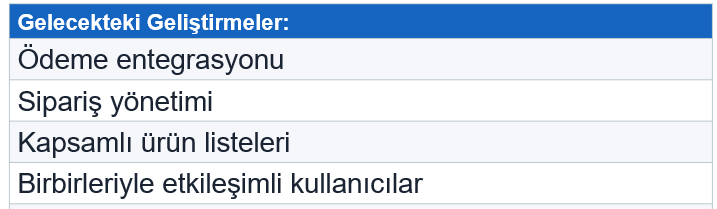 Gelecekteki Geliştirmeler:
Ödeme entegrasyonu
Sipariş yönetimi
Kapsamlı ürün listeleri
Birbirleriyle etkileşimli kullanıcılar